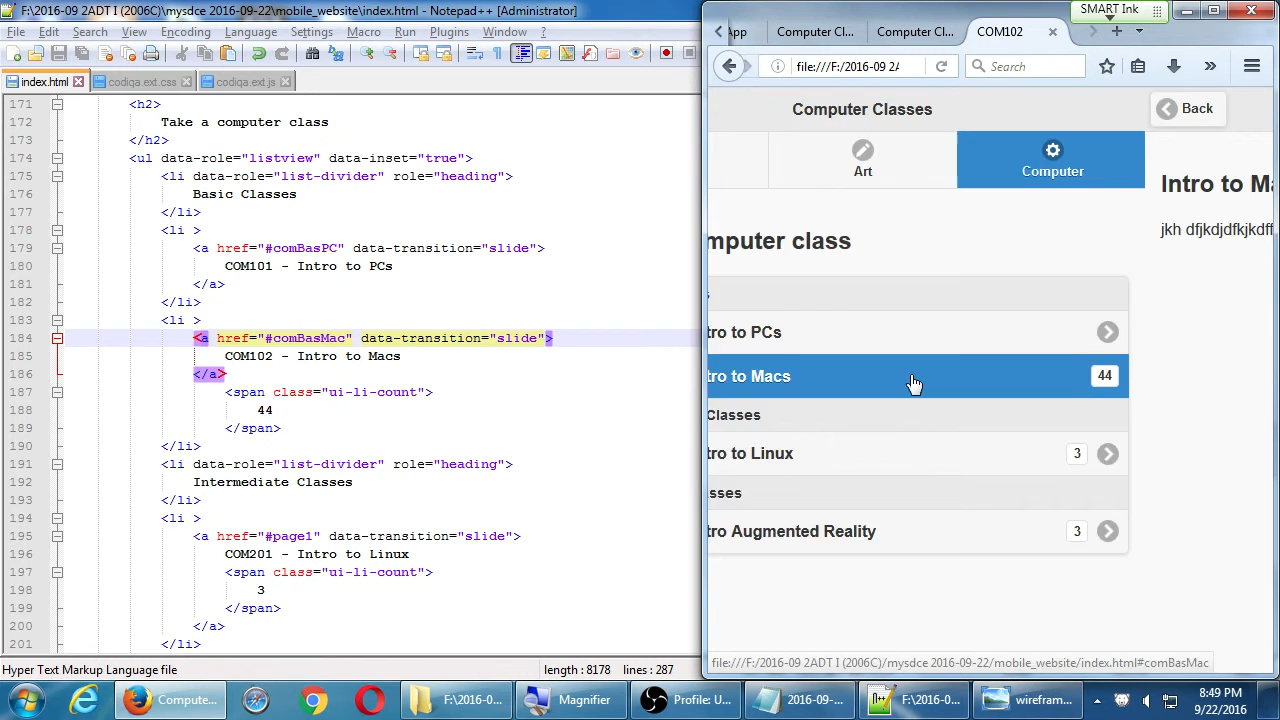 F:\2016-09 2ADT I (2006C)\mysdce 2016-09-22\mobile_website\index.html - Notepad++ [Administrator]
File Edit Search View Encoding Language Settings Macro Run Plugins Window
index.html codiqa.ext.css codiqa.ext.js
171 <h2>
172 Take a computer class
173 </h2>
174 <ul data-role="listview" data-inset="true">
175 <li data-role="list-divider" role="heading">
176 Basic Classes
177 </li>
178 <li >
179 <a href="#comBasPC" data-transition="slide">
180 COM101 - Intro to PCs
181 </a>
182 </li>
183 <li >
184 <a href="#comBasMac" data-transition="slide">
185 COM102 - Intro to Macs
186 </a>
187 <span class="ui-li-count">
188 44
189 </span>
190 </li>
191 <li data-role="list-divider" role="heading">
192 Intermediate Classes
193 </li>
194 <li >
195 <a href="#page1" data-transition="slide">
196 COM201 - Intro to Linux
197 <span class="ui-li-count">
198 3
199 </span>
200 </a>
201 </li>
Hyper Text Markup Language file length : 8178 lines : 287
SMART Ink
App Computer Cl... Computer Cl... COM102
file:///F:/2016-09 2A Search
Computer Classes Back
Art Computer
Intro to Ma
jkh dfjkdjdfkjkdff
mputer class
s
tro to PCs
tro to Macs 44
Classes
tro to Linux 3
sses
tro Augmented Reality 3
file:///F:/2016-09 2ADT I (2006C)/mysdce 2016-09-22/mobile_website/index.html#comBasMac
Compute... F:\2016-0... Magnifier Profile: U... 2016-09-... F:\2016-0... wirefram...
8:49 PM
9/22/2016